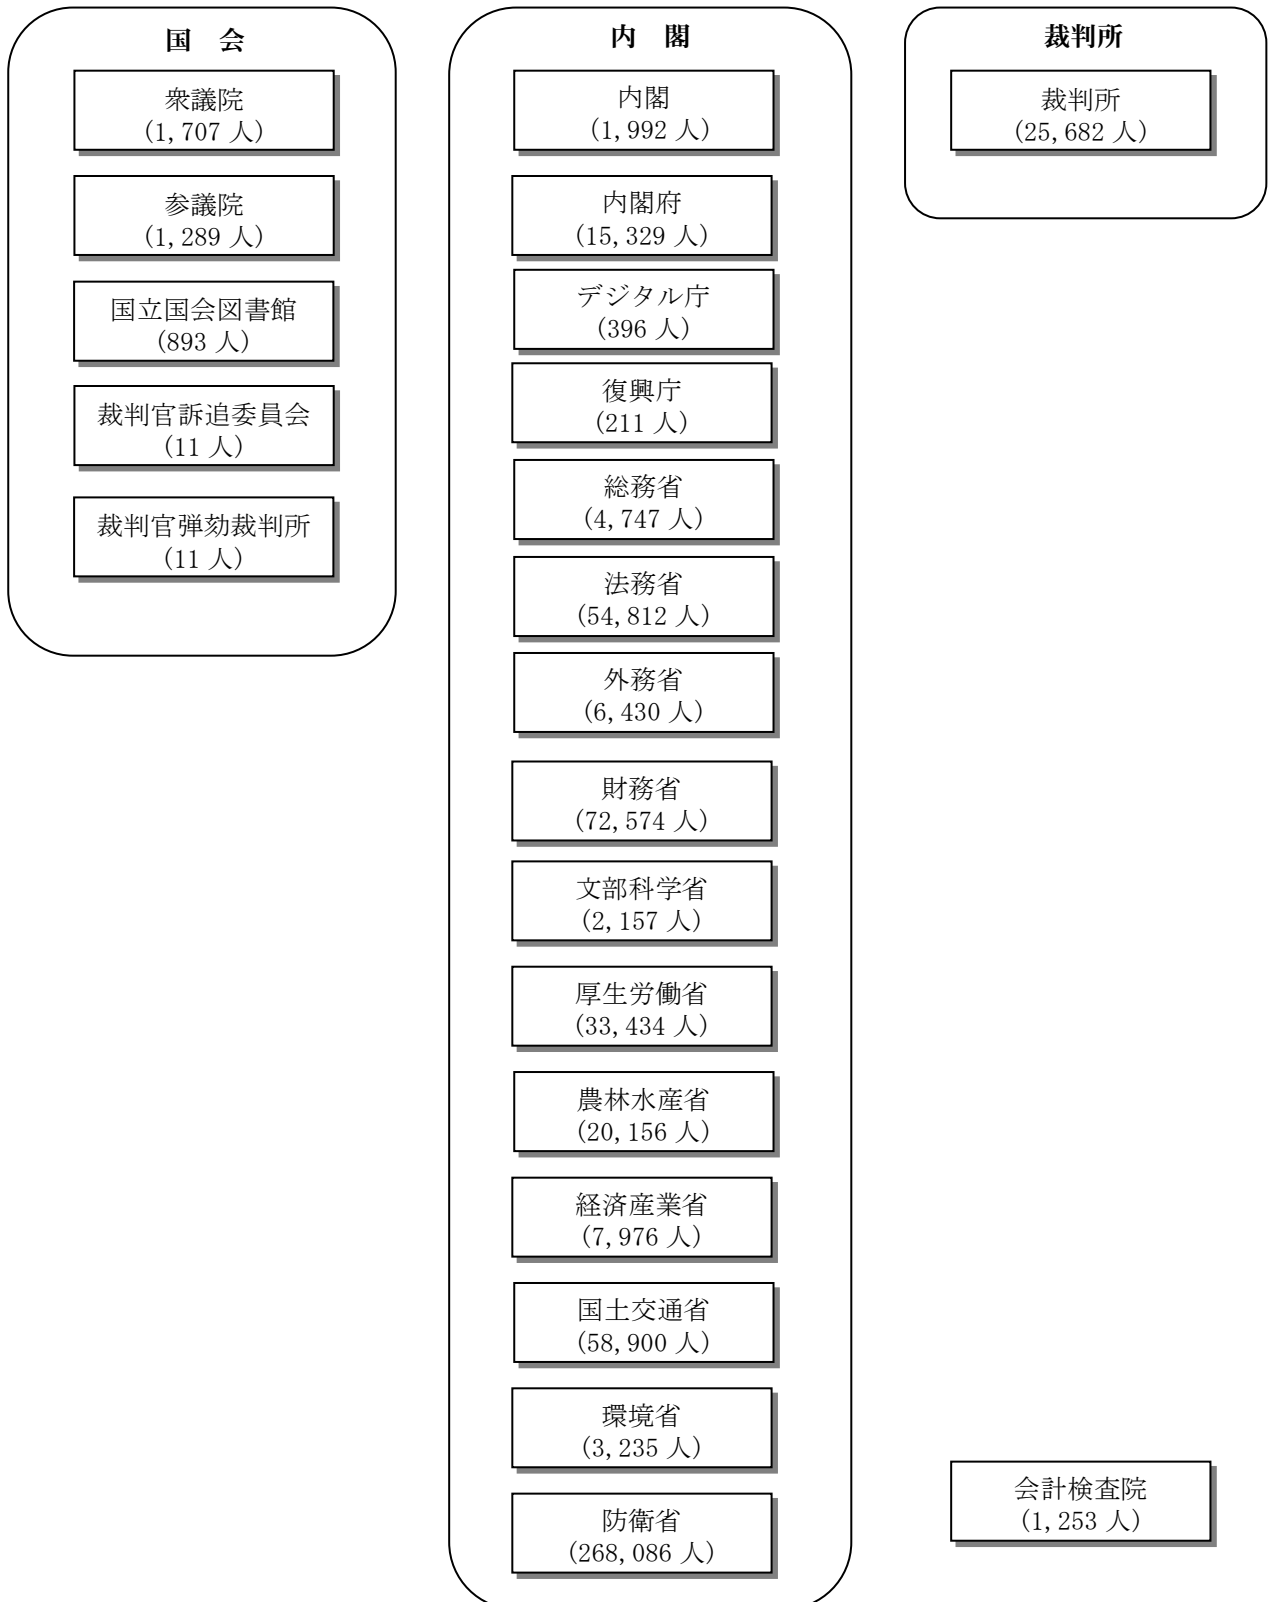 国　会
衆議院
(1,707 人)
参議院
(1,289 人)
国立国会図書館
(893 人)
裁判官訴追委員会
(11 人)
裁判官弾劾裁判所
(11 人)
内　閣
内閣
(1,992 人)
内閣府
(15,329 人)
デジタル庁
(396 人)
復興庁
(211 人)
総務省
(4,747 人)
法務省
(54,812 人)
外務省
(6,430 人)
財務省
(72,574 人)
文部科学省
(2,157 人)
厚生労働省
(33,434 人)
農林水産省
(20,156 人)
経済産業省
(7,976 人)
国土交通省
(58,900 人)
環境省
(3,235 人)
防衛省
(268,086 人)
裁判所
裁判所
(25,682 人)
会計検査院
(1,253 人)